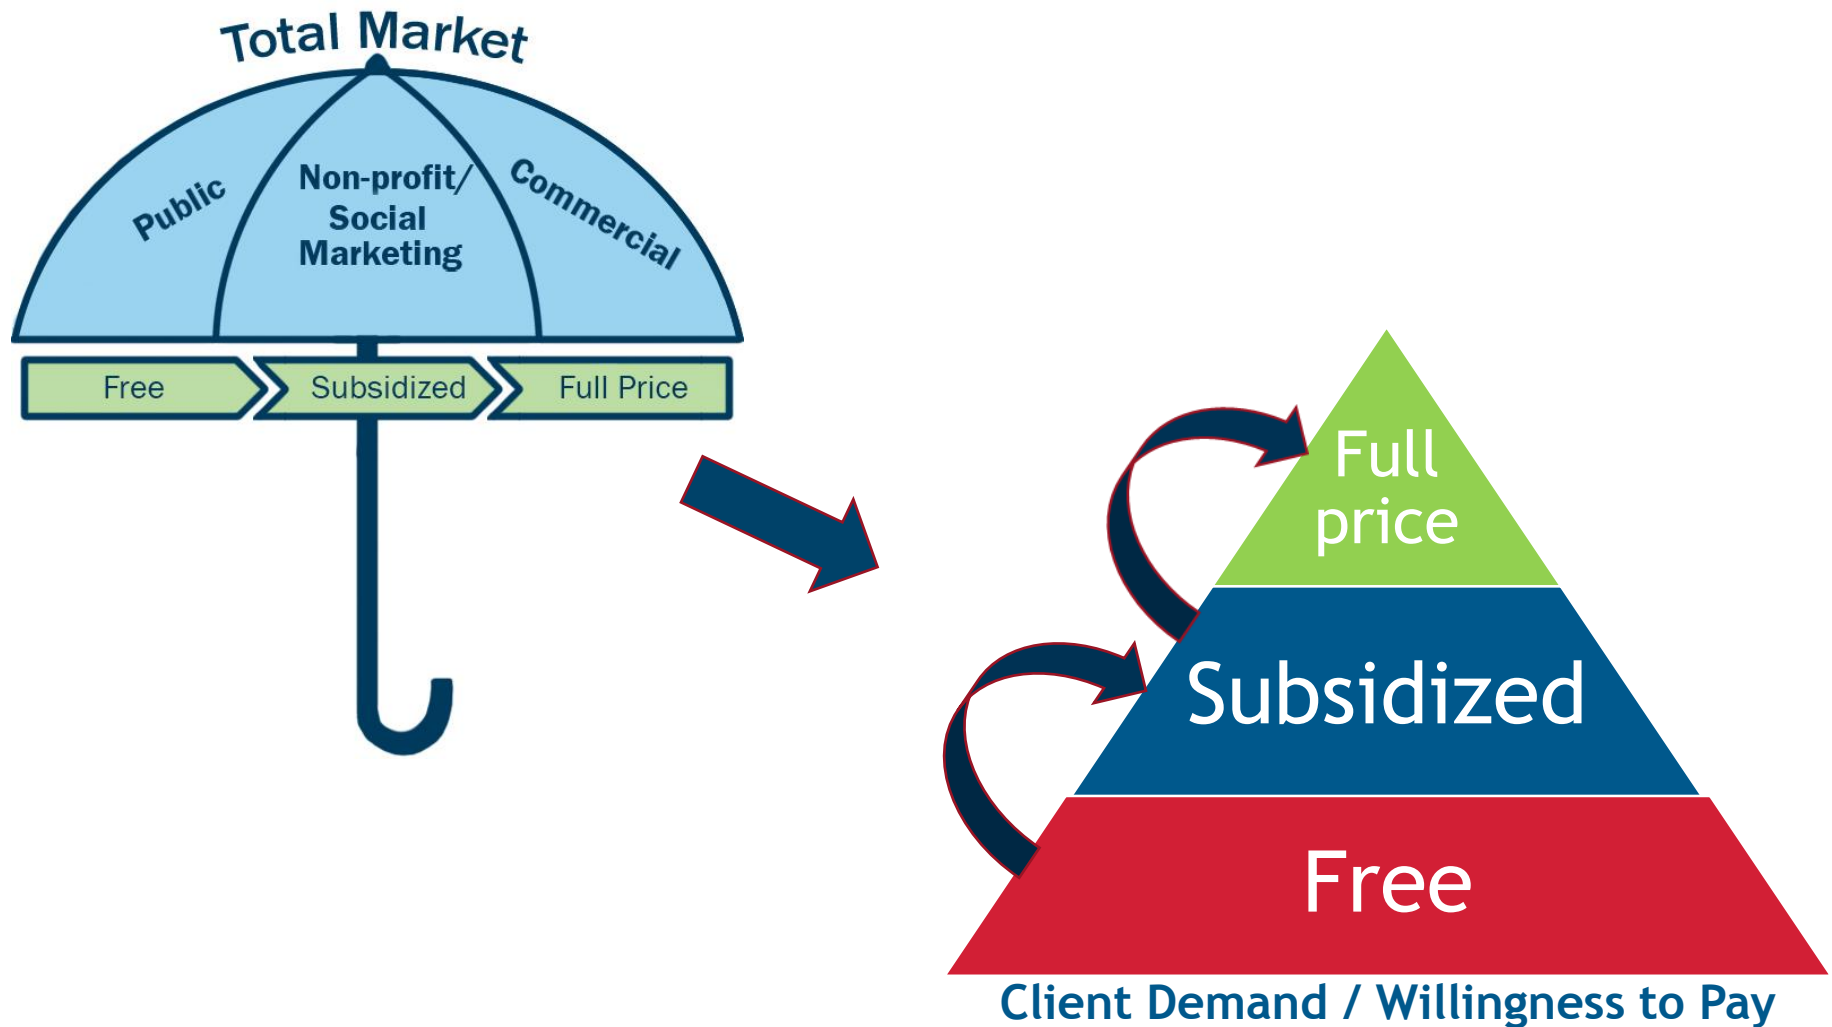 Total Market
Public
Non-profit/
Social
Marketing
Commercial
Free
Subsidized
Full Price
Full
price
Subsidized
Free
Client Demand / Willingness to Pay